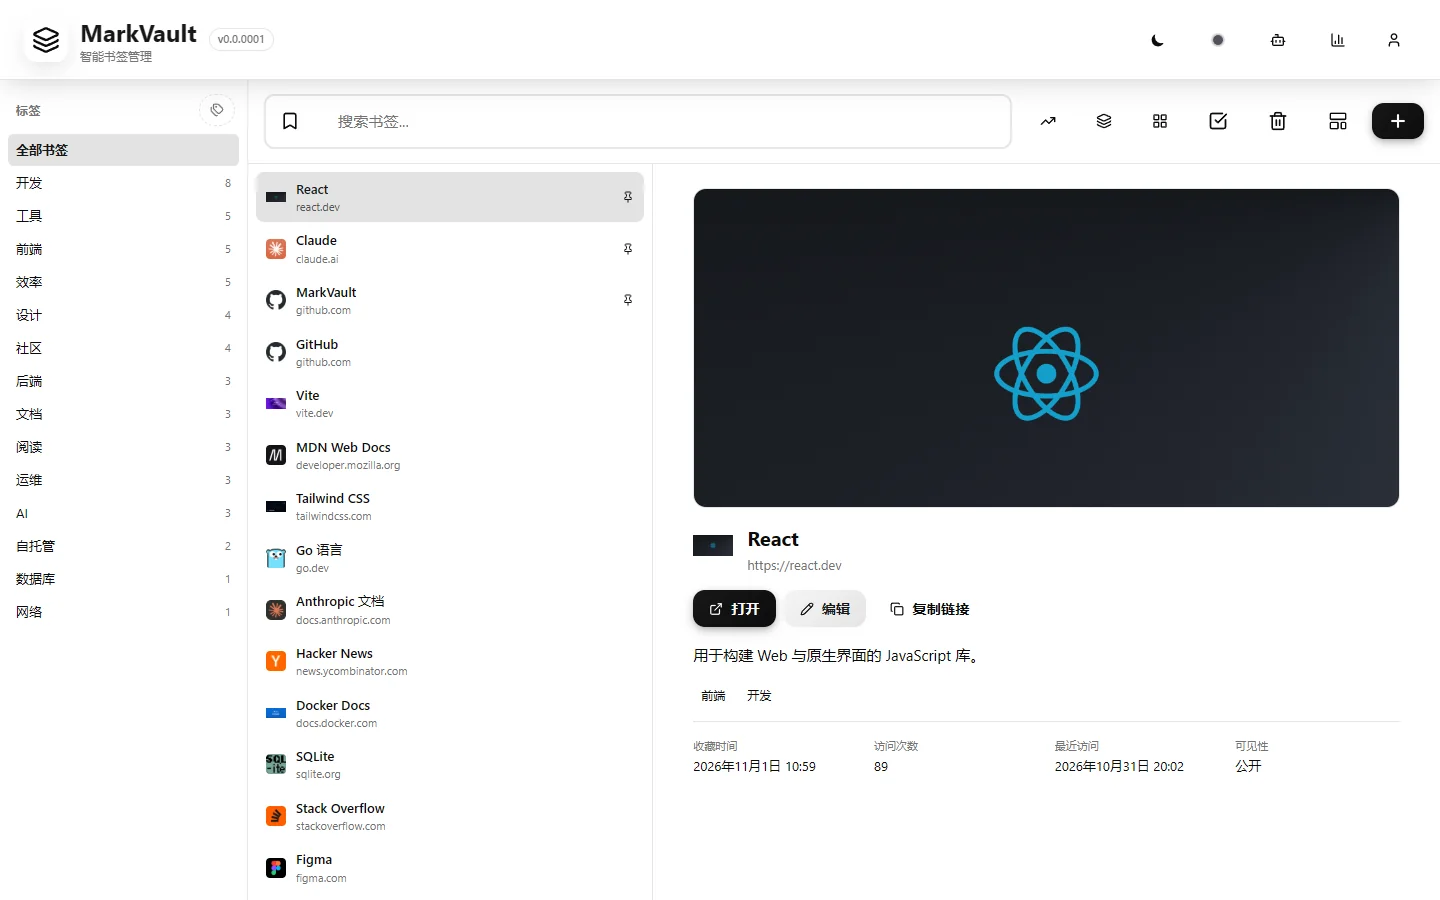 MarkVault
v0.0.0001
智能书签管理
标签
全部书签
开发 8
工具 5
前端 5
效率 5
设计 4
社区 4
后端 3
文档 3
阅读 3
运维 3
AI 3
自托管 2
数据库 1
网络 1
搜索书签...
React
react.dev
Claude
claude.ai
MarkVault
github.com
GitHub
github.com
Vite
vite.dev
MDN Web Docs
developer.mozilla.org
Tailwind CSS
tailwindcss.com
Go 语言
go.dev
Anthropic 文档
docs.anthropic.com
Hacker News
news.ycombinator.com
Docker Docs
docs.docker.com
SQLite
sqlite.org
Stack Overflow
stackoverflow.com
Figma
figma.com
React
https://react.dev
打开
编辑
复制链接
用于构建 Web 与原生界面的 JavaScript 库。
前端 开发
收藏时间 访问次数 最近访问 可见性
2026年11月1日 10:59 89 2026年10月31日 20:02 公开